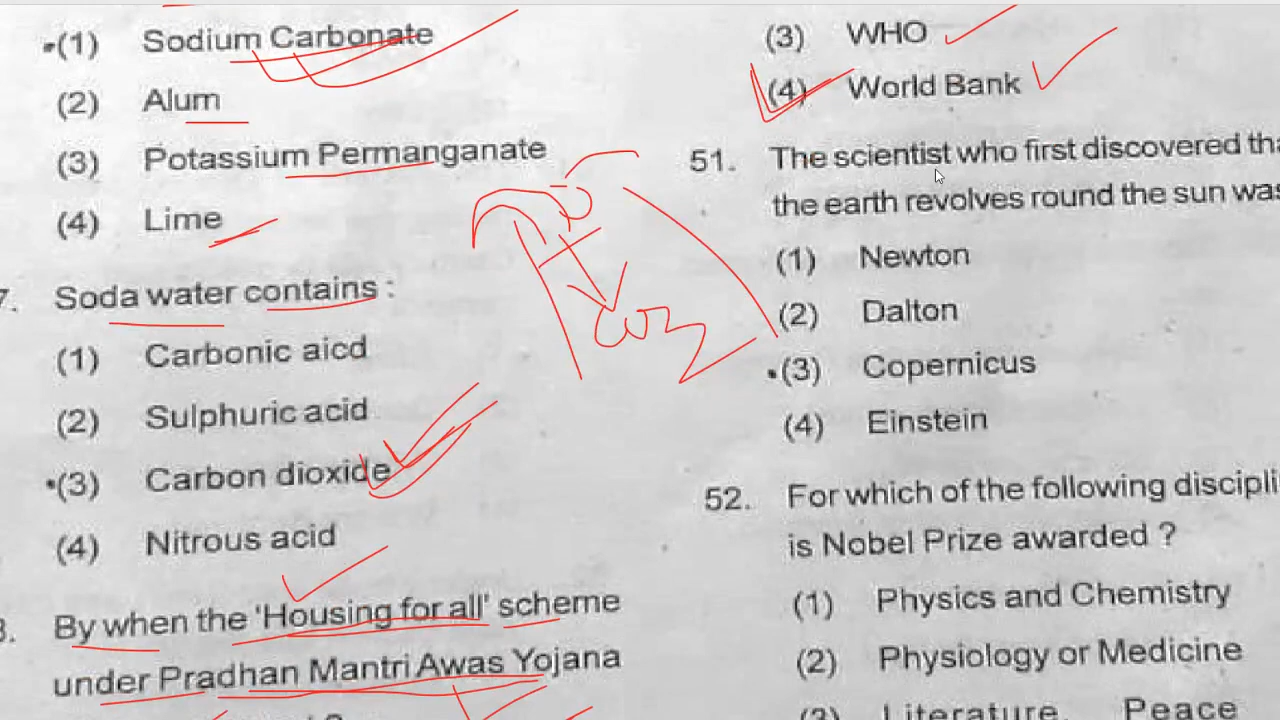 (1) Sodium Carbonate
(2) Alum
(3) Potassium Permanganate
(4) Lime
7. Soda water contains :
(1) Carbonic aicd
(2) Sulphuric acid
(3) Carbon dioxide
(4) Nitrous acid
By when the 'Housing for all' scheme
under Pradhan Mantri Awas Yojana
(3) WHO
(4) World Bank
51. The scientist who first discovered
the earth revolves round the sun was
(1) Newton
(2) Dalton
(3) Copernicus
(4) Einstein
52. For which of the following
is Nobel Prize awarded ?
(1) Physics and Chemistry
(2) Physiology or Medicine
(3) Literature, Peace